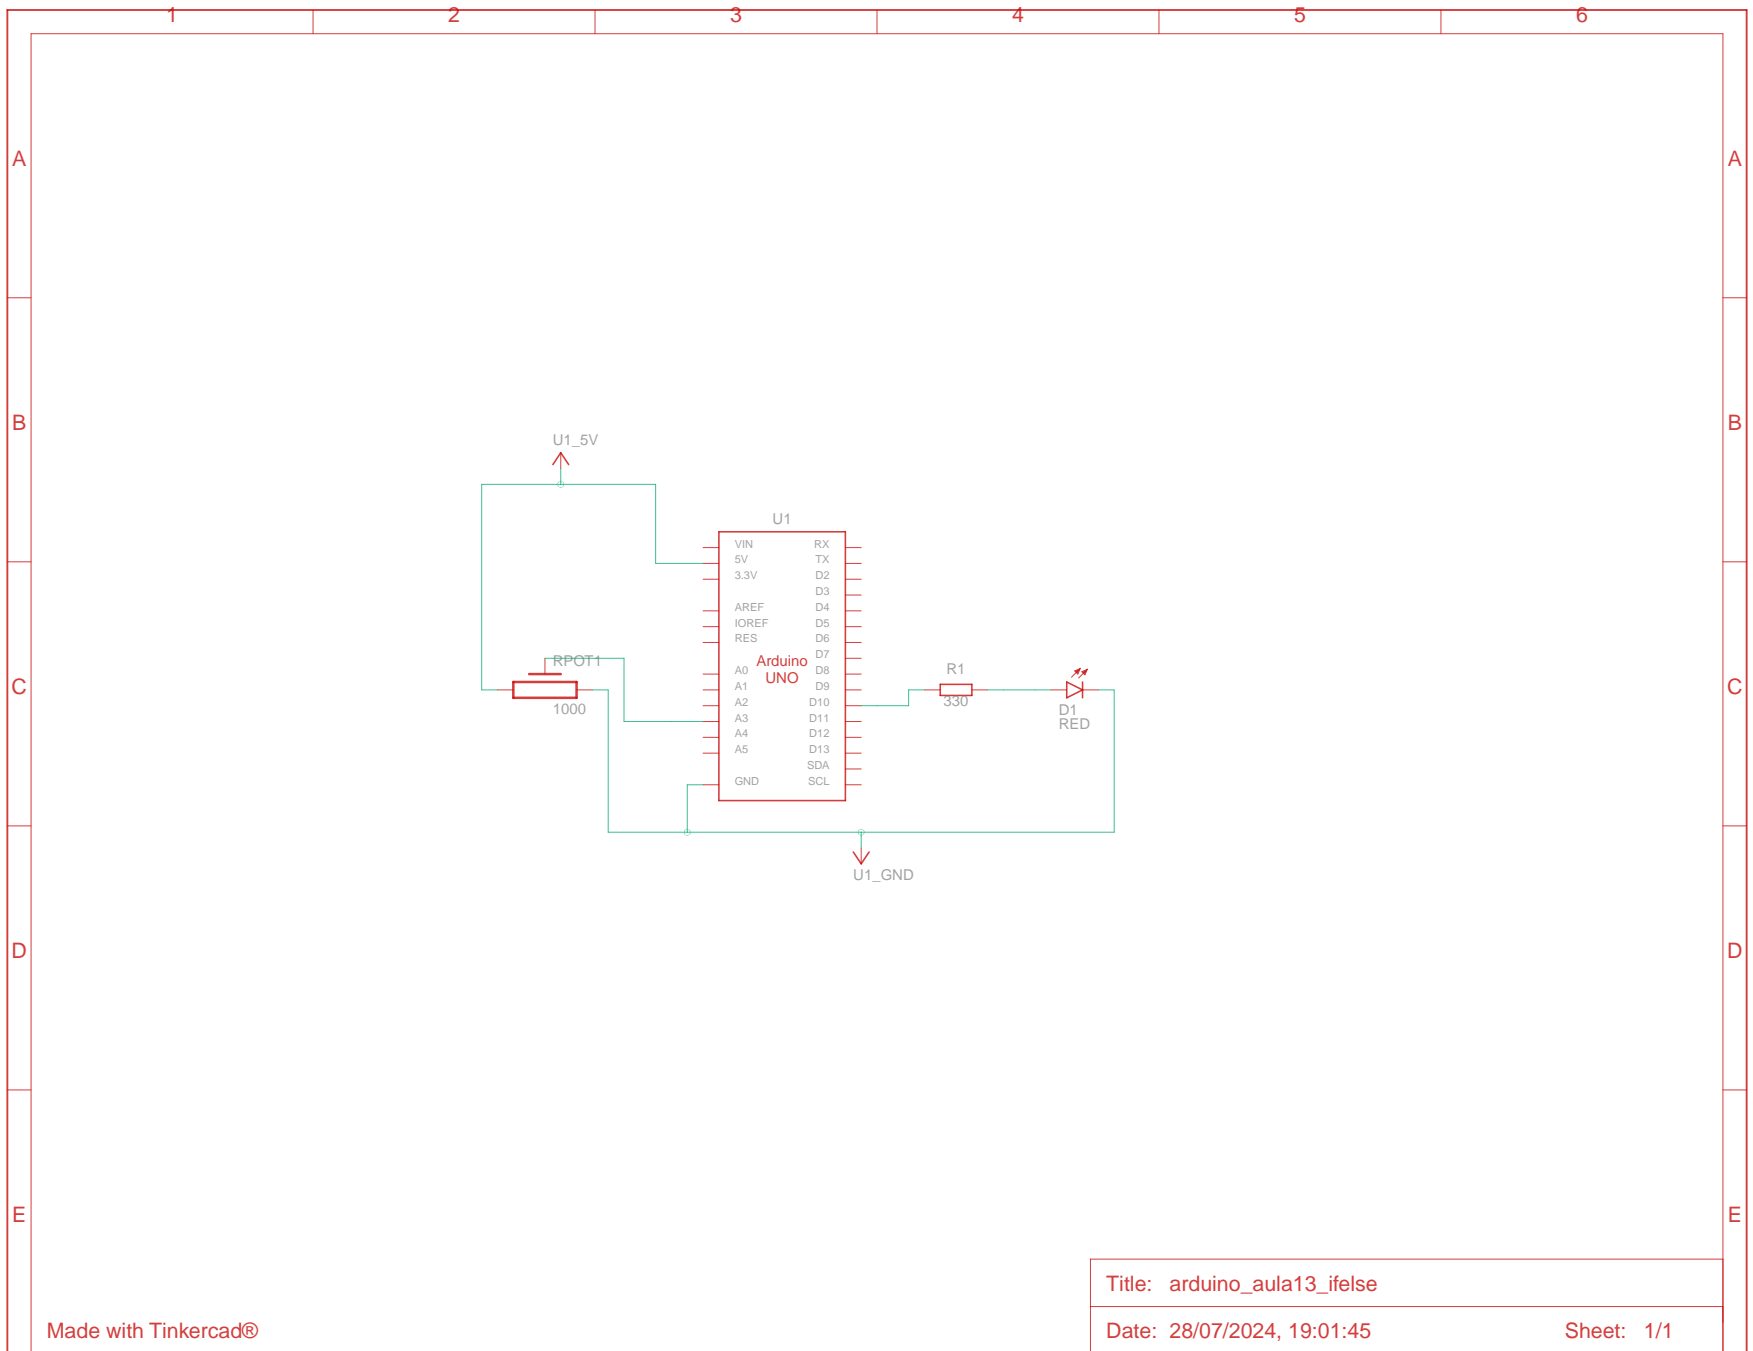 1 2 3 4 5 6
A A
B B
U1_5V
U1
VIN RX
5V TX
3.3V D2
D3
AREF D4
IOREF D5
RES D6
D7
A0 D8
A1 D9
A2 D10
A3 D11
A4 D12
A5 D13
SDA
GND SCL
Arduino
UNO
RPOT1
1000
R1
330
D1
RED
C C
U1_GND
D D
E E
Title: arduino_aula13_ifelse
Made with Tinkercad®
Date: 28/07/2024, 19:01:45 Sheet: 1/1